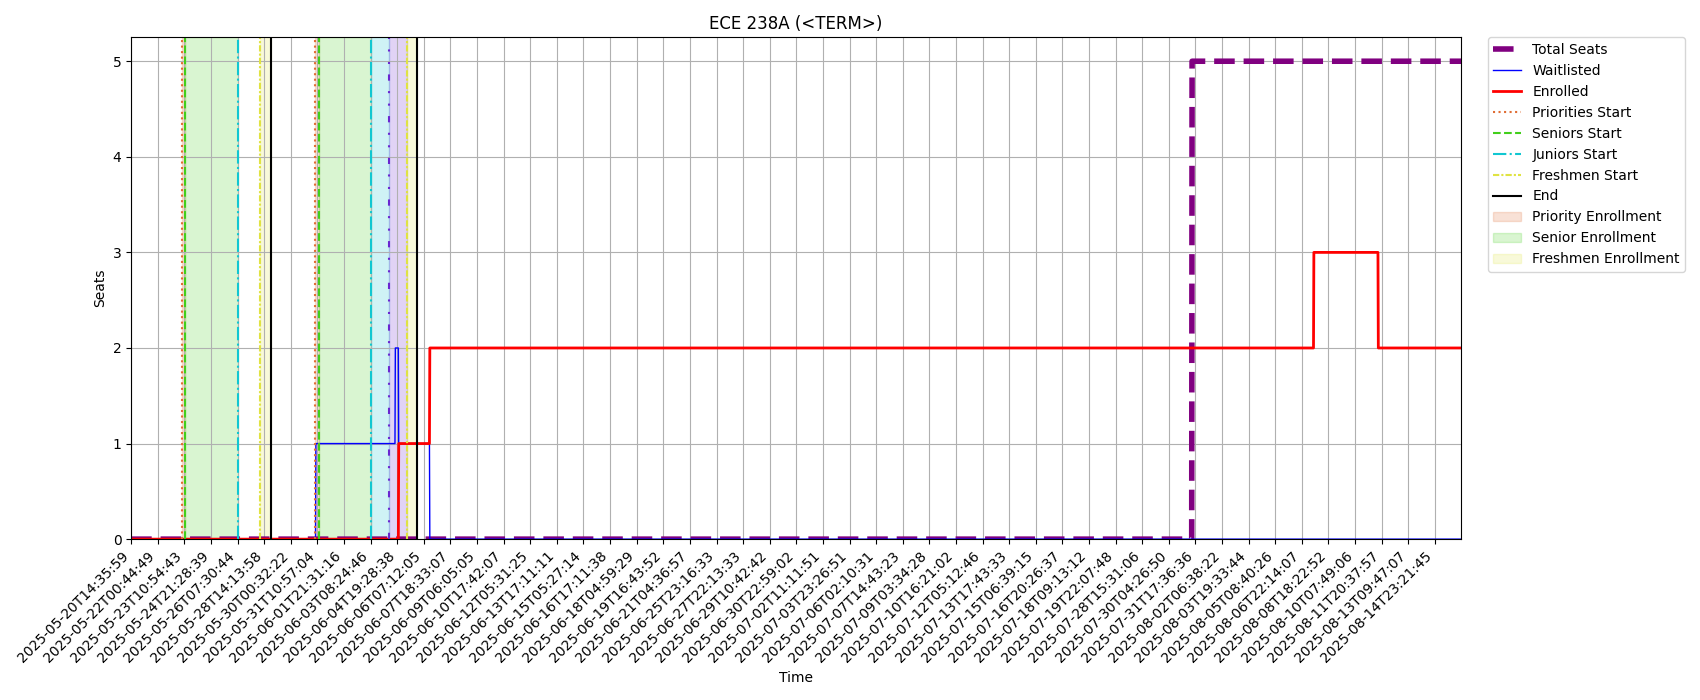 ECE 238A (<TERM>)
Seats
5
4
3
2
1
0
2025-05-20T14:35:59
2025-05-22T00:44:49
2025-05-23T10:54:43
2025-05-24T21:28:39
2025-05-26T07:30:44
2025-05-28T14:13:58
2025-05-30T00:32:22
2025-05-31T10:57:04
2025-06-01T21:31:16
2025-06-03T08:24:46
2025-06-04T19:28:38
2025-06-06T07:12:05
2025-06-07T18:33:07
2025-06-09T06:05:05
2025-06-10T17:42:07
2025-06-12T05:31:25
2025-06-13T17:11:11
2025-06-15T05:27:14
2025-06-16T17:11:38
2025-06-18T04:59:29
2025-06-19T16:43:52
2025-06-21T04:36:57
2025-06-25T23:16:33
2025-06-27T22:13:33
2025-06-29T10:42:42
2025-06-30T22:59:02
2025-07-02T11:11:51
2025-07-03T23:26:51
2025-07-06T02:10:31
2025-07-07T14:43:23
2025-07-09T03:34:28
2025-07-10T16:21:02
2025-07-12T05:12:46
2025-07-13T17:43:33
2025-07-15T06:39:15
2025-07-16T20:26:37
2025-07-18T09:13:12
2025-07-19T22:07:48
2025-07-28T15:31:06
2025-07-30T04:26:50
2025-07-31T17:36:36
2025-08-02T06:38:22
2025-08-03T19:33:44
2025-08-05T08:40:26
2025-08-06T22:14:07
2025-08-08T18:22:52
2025-08-10T07:49:06
2025-08-11T20:37:57
2025-08-13T09:47:07
2025-08-14T23:21:45
Time
Total Seats
Waitlisted
Enrolled
Priorities Start
Seniors Start
Juniors Start
Freshmen Start
End
Priority Enrollment
Senior Enrollment
Freshmen Enrollment